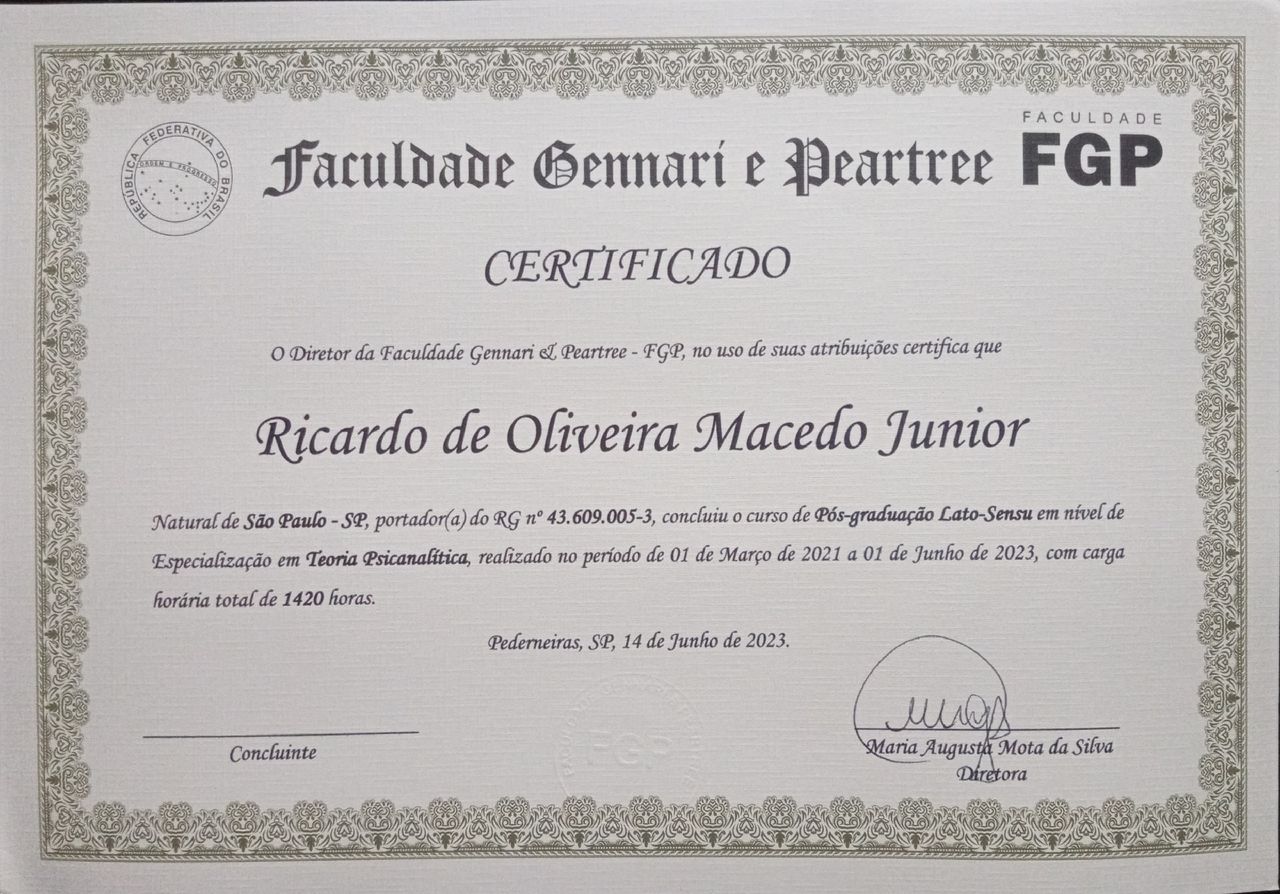 REPÚBLICA FEDERATIVA DO BRASIL
ORDEM E PROGRESSO
Faculdade Gennari e Peartree
FACULDADE
FGP
CERTIFICADO
O Diretor da Faculdade Gennari & Peartree - FGP, no uso de suas atribuições certifica que
Ricardo de Oliveira Macedo Junior
Natural de São Paulo - SP, portador(a) do RG nº 43.609.005-3, concluiu o curso de Pós-graduação Lato-Sensu em nível de
Especialização em Teoria Psicanalítica, realizado no período de 01 de Março de 2021 a 01 de Junho de 2023, com carga
horária total de 1420 horas.
Pederneiras, SP, 14 de Junho de 2023.
FGP
Concluinte
Maria Augusta Mota da Silva
Diretora